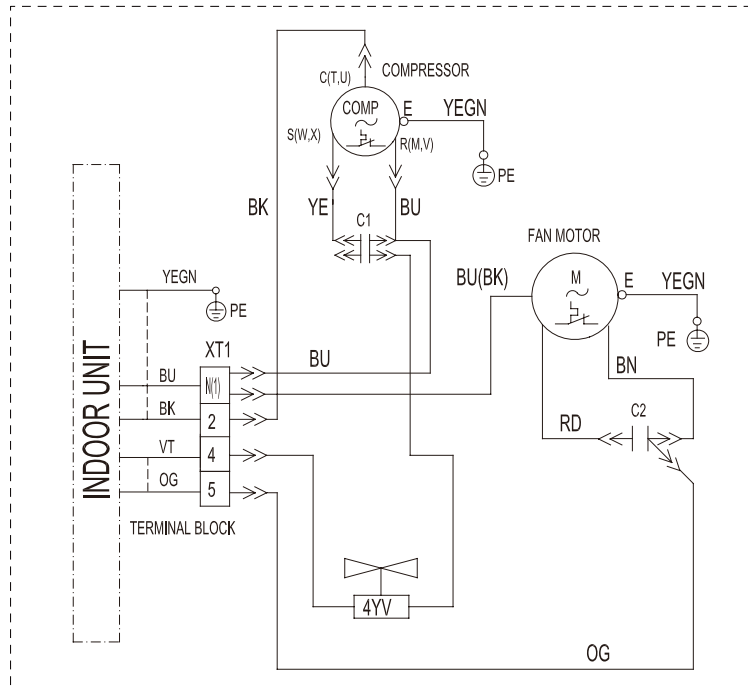 C(T,U)
COMPRESSOR
COMP
E
YEGN
S(W,X)
R(M,V)
PE
BK
YE
BU
C1
FAN MOTOR
BU(BK)
M
E
YEGN
YEGN
PE
PE
INDOOR UNIT
XT1
BU
BN
BU
N(1)
BK
2
C2
RD
VT
4
OG
5
TERMINAL BLOCK
4YV
OG